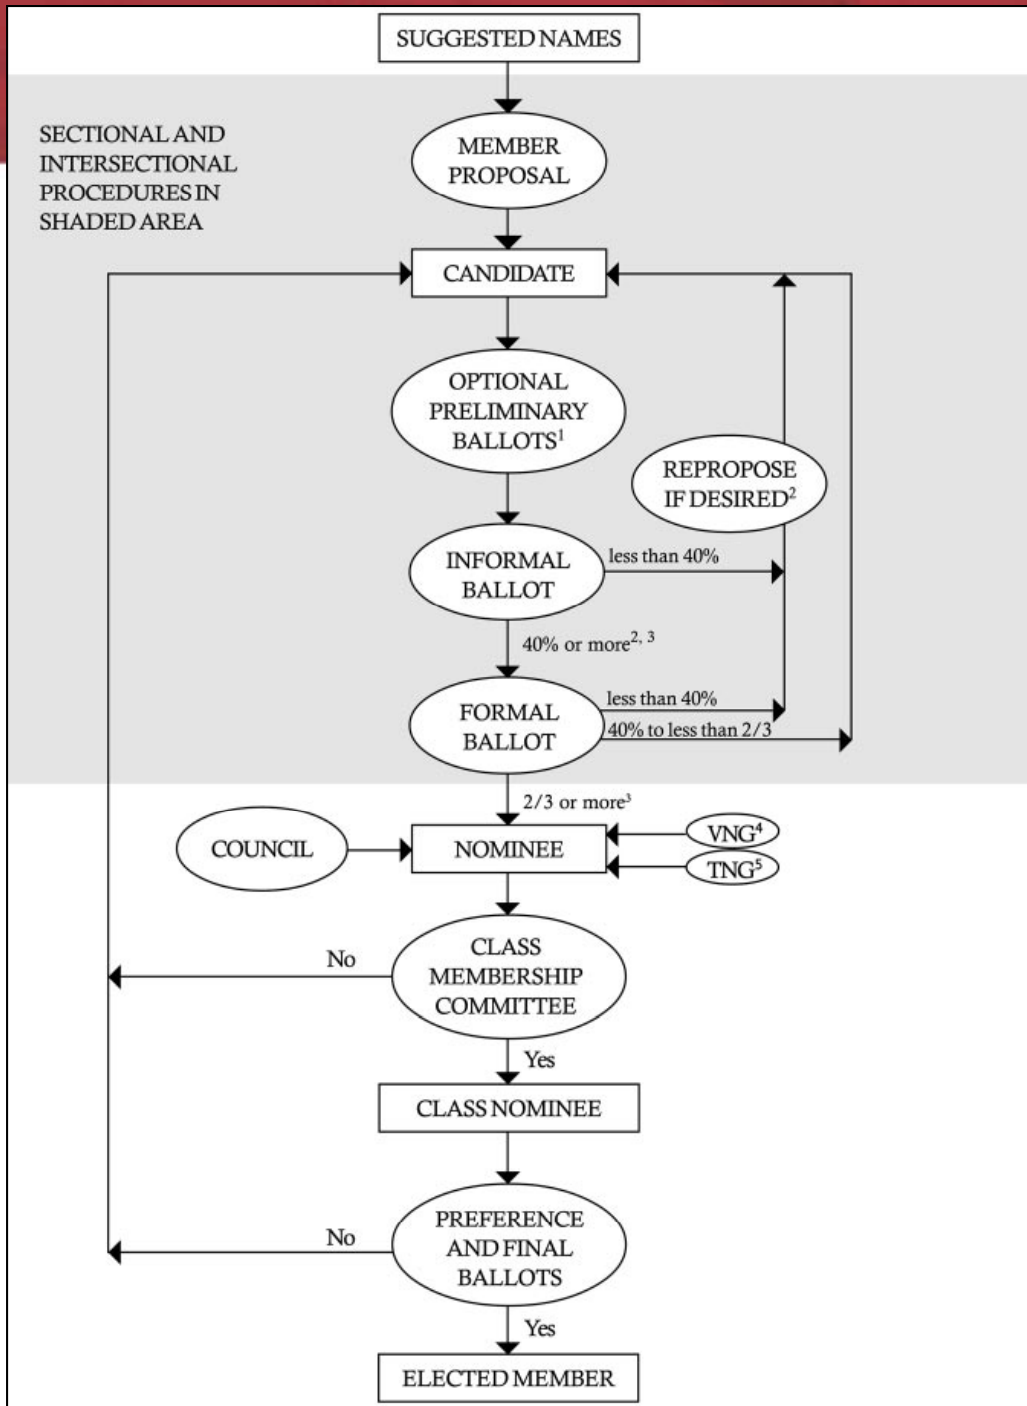 SUGGESTED NAMES
SECTIONAL AND
INTERSECTIONAL
PROCEDURES IN
SHADED AREA
MEMBER
PROPOSAL
CANDIDATE
OPTIONAL
PRELIMINARY
BALLOTS¹
REPROPOSE
IF DESIRED²
INFORMAL
BALLOT
less than 40%
40% or more², ³
FORMAL
BALLOT
less than 40%
40% to less than 2/3
2/3 or more³
COUNCIL
NOMINEE
VNG⁴
TNG⁵
CLASS
MEMBERSHIP
COMMITTEE
No
Yes
CLASS NOMINEE
PREFERENCE
AND FINAL
BALLOTS
No
Yes
ELECTED MEMBER